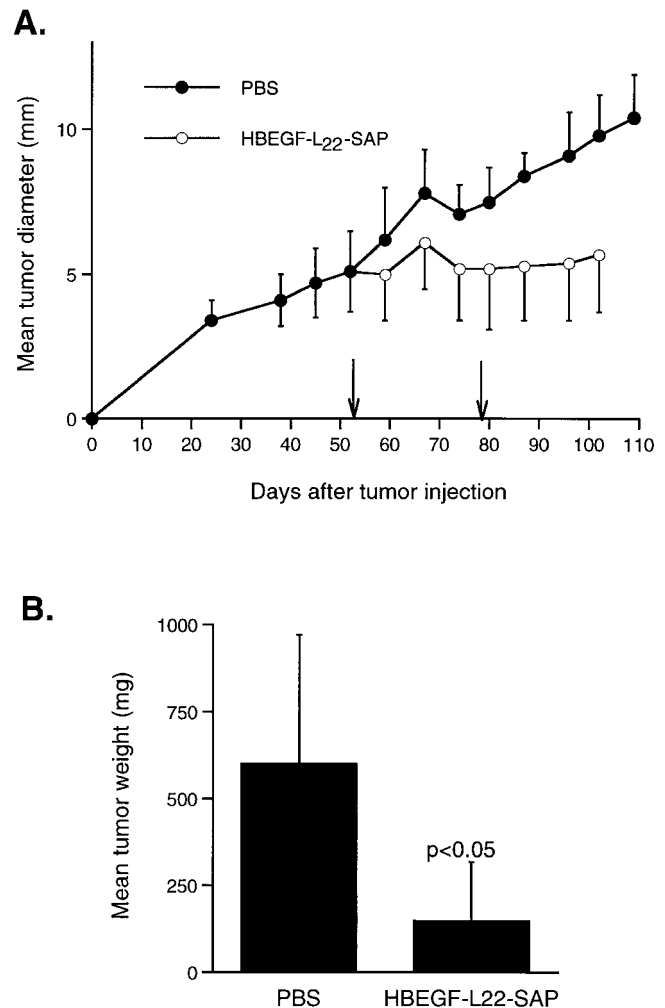 A.
PBS
HBEGF-L22-SAP
Mean tumor diameter (mm)
10
5
0
0 10 20 30 40 50 60 70 80 90 100 110
Days after tumor injection
B.
Mean tumor weight (mg)
1000
750
500
250
0
p<0.05
PBS HBEGF-L22-SAP